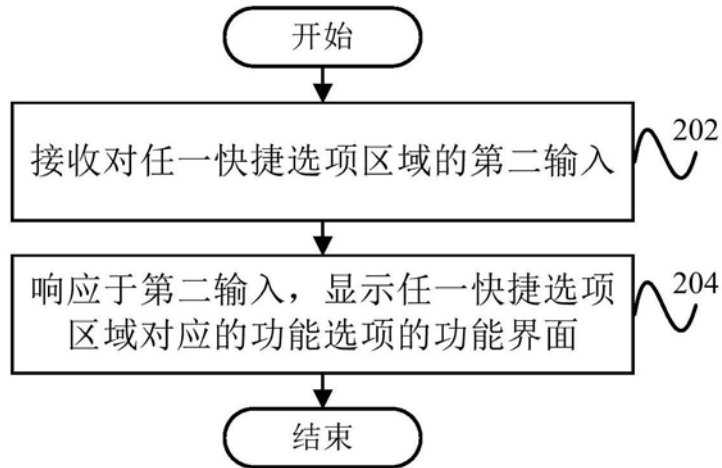 开始
接收对任一快捷选项区域的第二输入
202
响应于第二输入，显示任一快捷选项
区域对应的功能选项的功能界面
204
结束